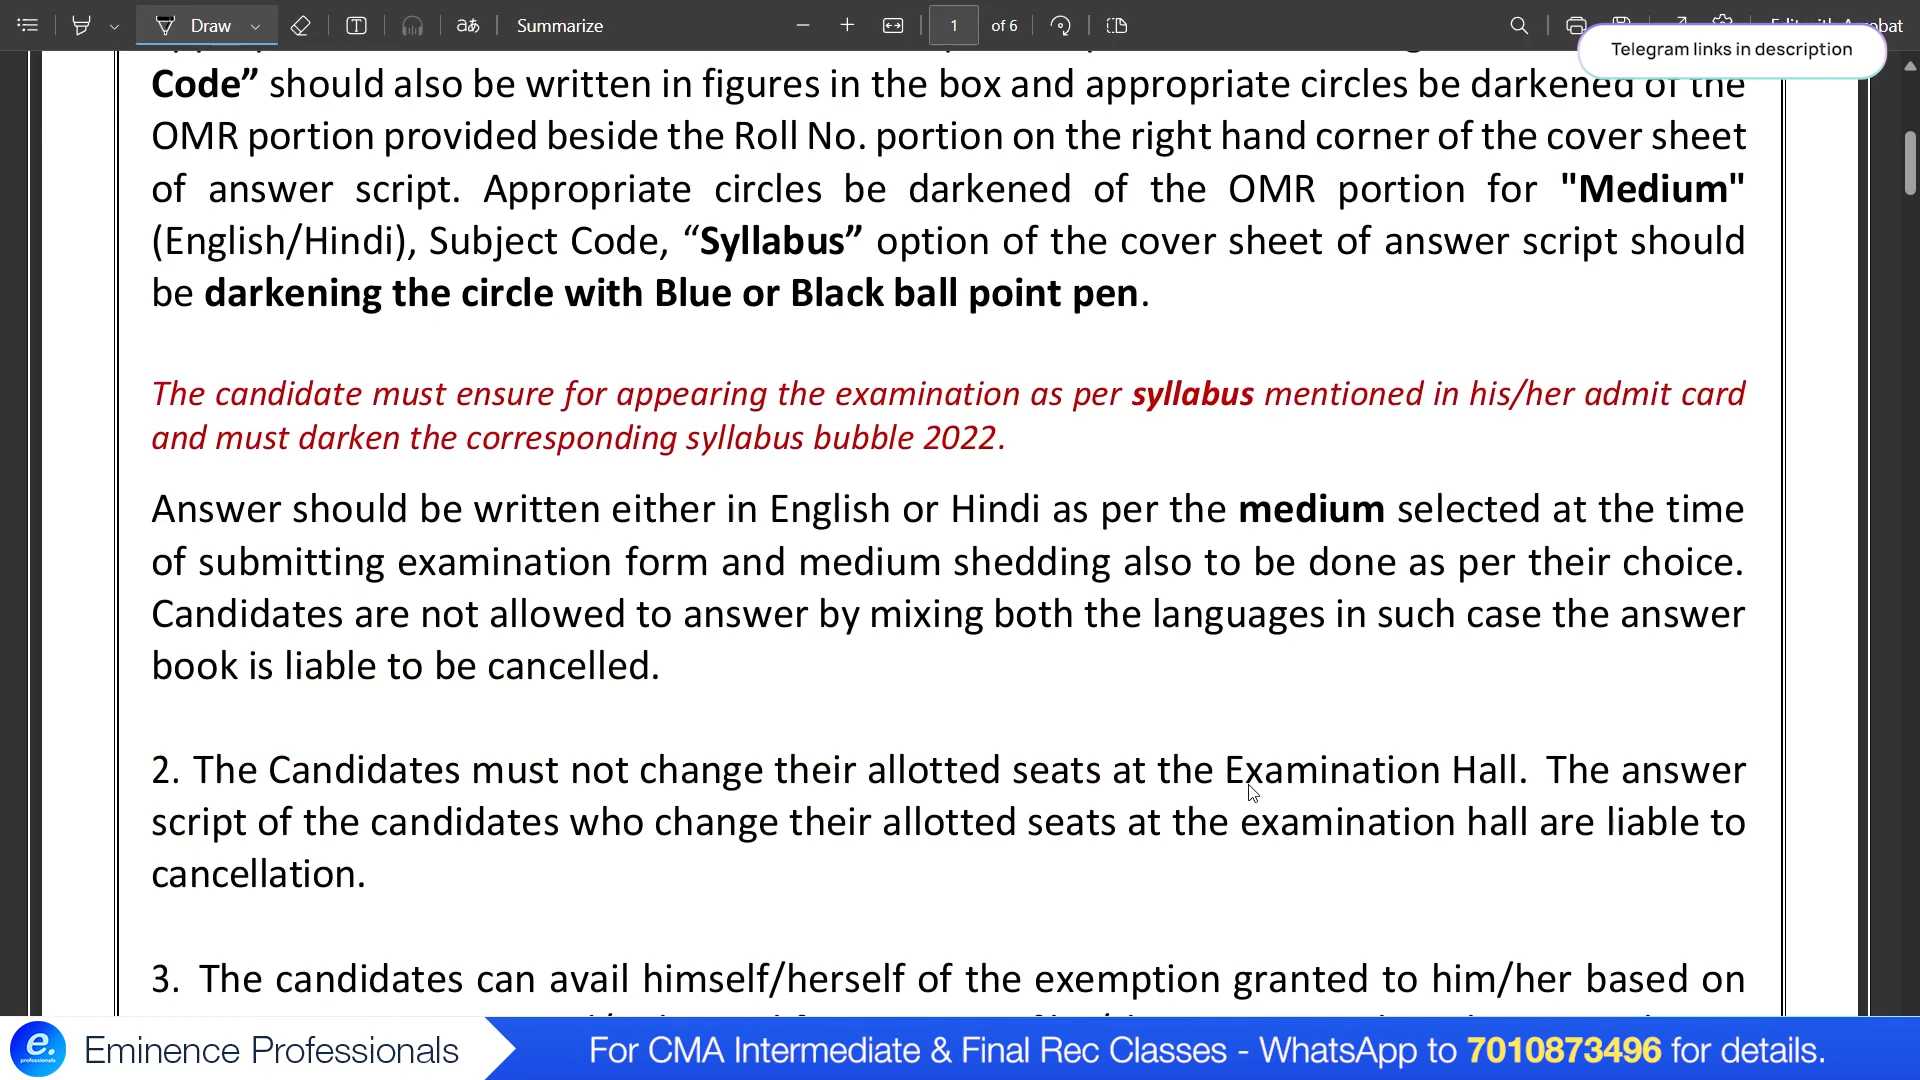 Draw
Summarize
1 of 6
Telegram links in description
Code” should also be written in figures in the box and appropriate circles be darkened of the
OMR portion provided beside the Roll No. portion on the right hand corner of the cover sheet
of answer script. Appropriate circles be darkened of the OMR portion for "Medium"
(English/Hindi), Subject Code, “Syllabus” option of the cover sheet of answer script should
be darkening the circle with Blue or Black ball point pen.
The candidate must ensure for appearing the examination as per syllabus mentioned in his/her admit card
and must darken the corresponding syllabus bubble 2022.
Answer should be written either in English or Hindi as per the medium selected at the time
of submitting examination form and medium shedding also to be done as per their choice.
Candidates are not allowed to answer by mixing both the languages in such case the answer
book is liable to be cancelled.
2. The Candidates must not change their allotted seats at the Examination Hall. The answer
script of the candidates who change their allotted seats at the examination hall are liable to
cancellation.
3. The candidates can avail himself/herself of the exemption granted to him/her based on
e. professionals
Eminence Professionals
For CMA Intermediate & Final Rec Classes - WhatsApp to 7010873496 for details.